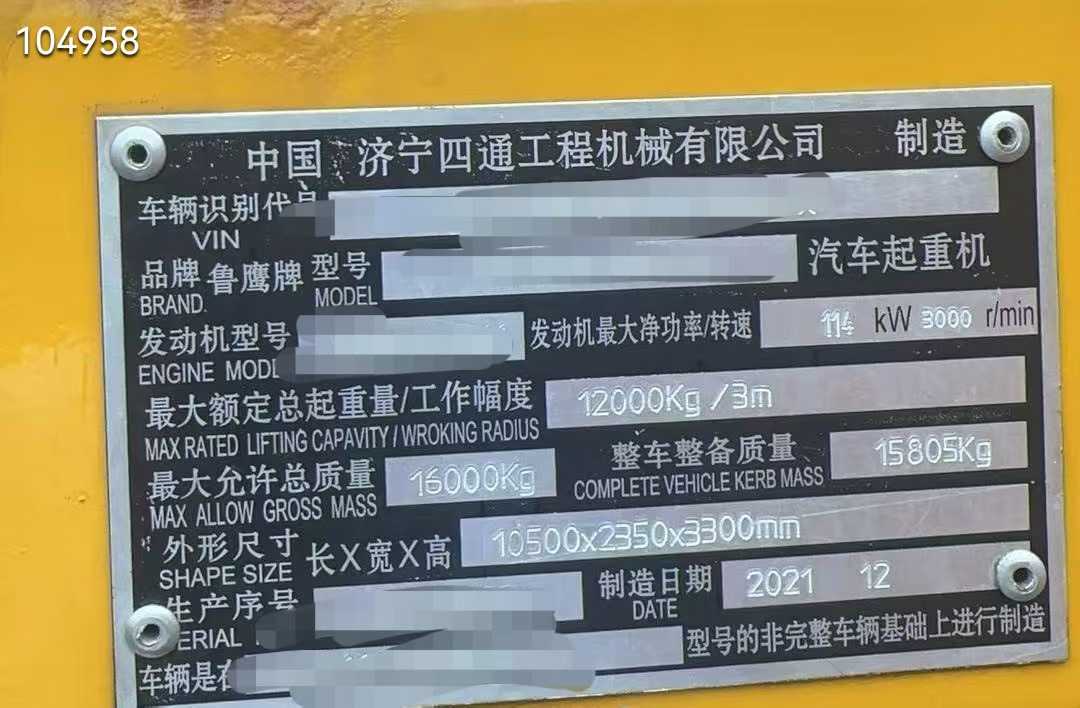 104958
中国 济宁四通工程机械有限公司 制造
车辆识别代
VIN
品牌 鲁鹰牌 型号 汽车起重机
BRAND. MODEL
发动机型号 发动机最大净功率/转速 114 kW 3000 r/min
ENGINE MODE
最大额定总起重量/工作幅度 12000Kg /3m
MAX RATED LIFTING CAPAVITY / WROKING RADIUS
最大允许总质量 16000Kg 整车整备质量 15805Kg
MAX ALLOW GROSS MASS COMPLETE VEHICLE KERB MASS
外形尺寸 长X宽X高 10500x2350x3300mm
SHAPE SIZE
生产序号 制造日期 2021 12
ERIAL DATE
车辆是在 型号的非完整车辆基础上进行制造